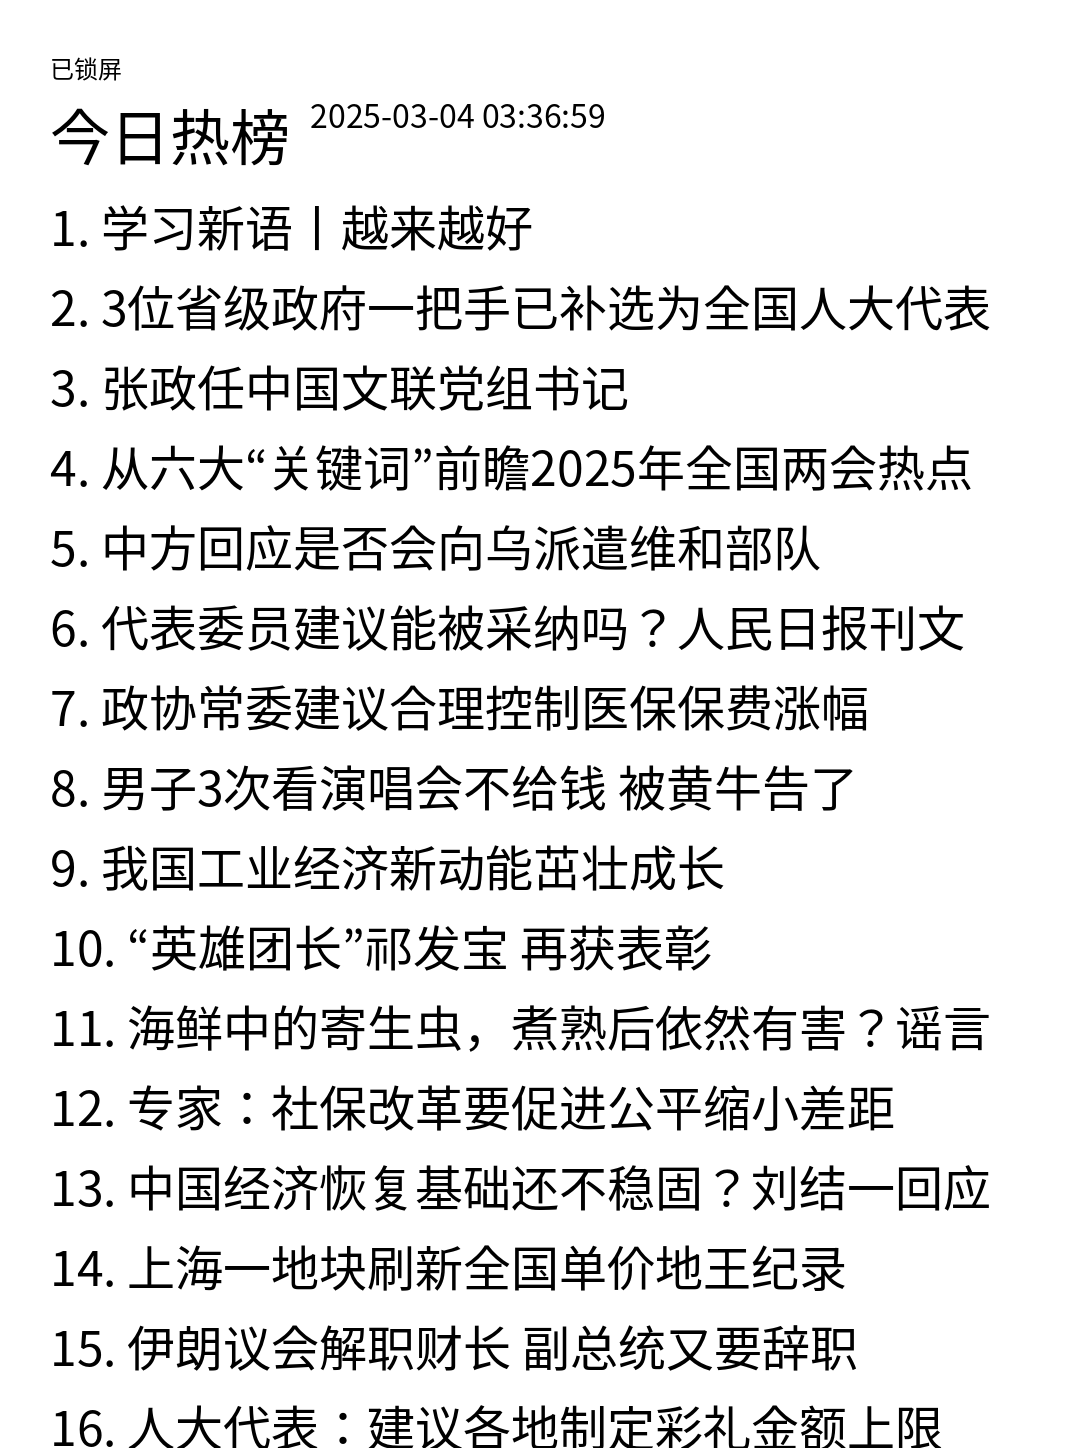 已锁屏
今日热榜 2025-03-04 03:36:59
1. 学习新语丨越来越好
2. 3位省级政府一把手已补选为全国人大代表
3. 张政任中国文联党组书记
4. 从六大“关键词”前瞻2025年全国两会热点
5. 中方回应是否会向乌派遣维和部队
6. 代表委员建议能被采纳吗？人民日报刊文
7. 政协常委建议合理控制医保保费涨幅
8. 男子3次看演唱会不给钱 被黄牛告了
9. 我国工业经济新动能茁壮成长
10. “英雄团长”祁发宝 再获表彰
11. 海鲜中的寄生虫，煮熟后依然有害？谣言
12. 专家：社保改革要促进公平缩小差距
13. 中国经济恢复基础还不稳固？刘结一回应
14. 上海一地块刷新全国单价地王纪录
15. 伊朗议会解职财长 副总统又要辞职
16. 人大代表：建议各地制定彩礼金额上限